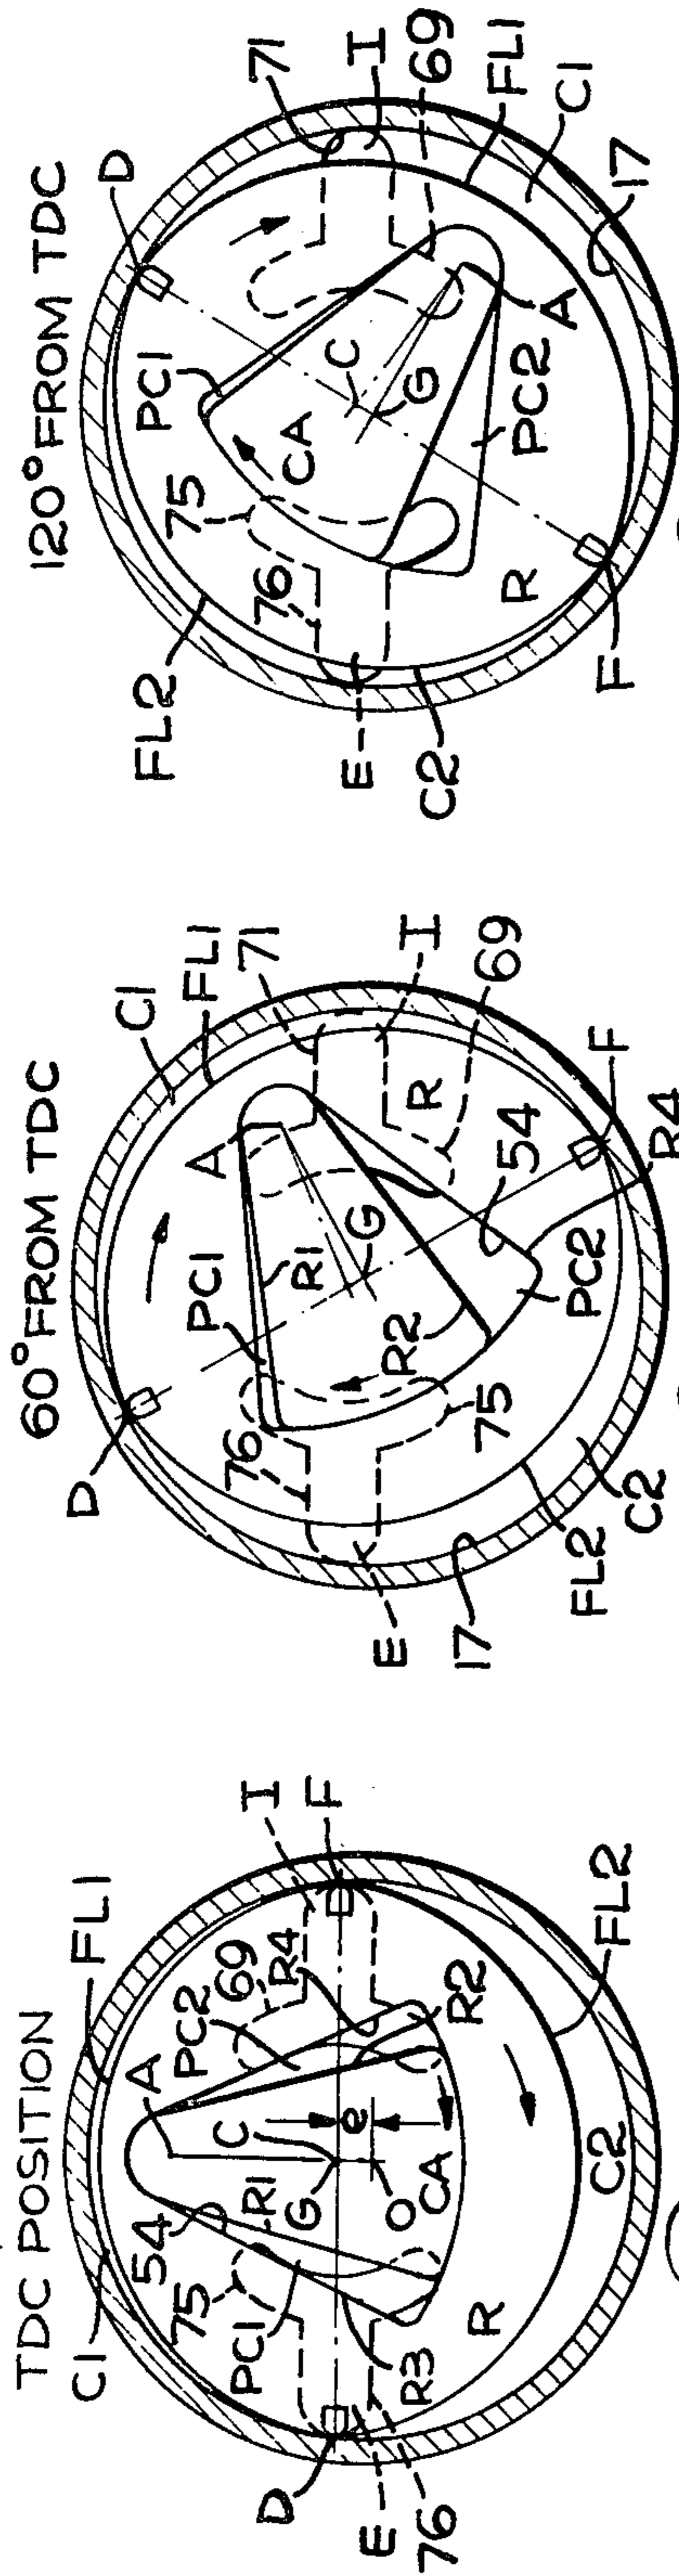 TDC POSITION
C1
A
FL1
I
F
54
75
R1
PC1
C
PC2
69
R4
G
e
R2
O
CA
R3
R
D
E
76
C2
FL2
60° FROM TDC
D
C1
FL1
71
I
A
PC1
R1
G
R
69
76
R2
54
75
E
17
FL2
C2
PC2
F
R4
120° FROM TDC
D
71
I
69
FL1
C1
PC1
FL2
75
CA
C
G
A
76
PC2
E
C2
R
F
17